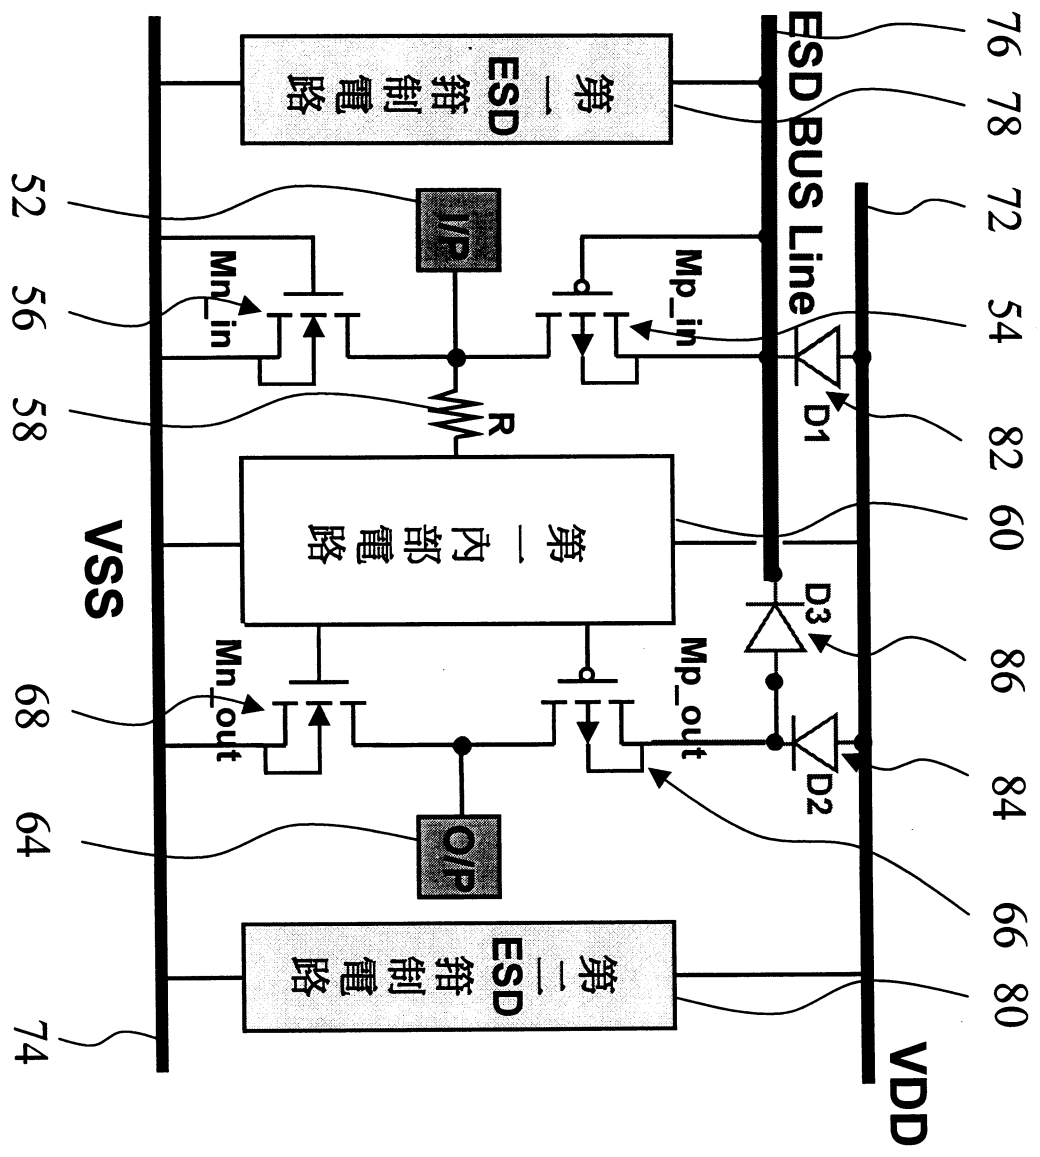 76
78
72
54
82
60
86
84
66
80
VDD
ESD BUS Line
D1
D3
D2
Mp_in
Mp_out
第一ESD箝制電路
I/P
R
第一內部電路
O/P
第二ESD箝制電路
Mn_in
Mn_out
VSS
52
56
58
68
64
74